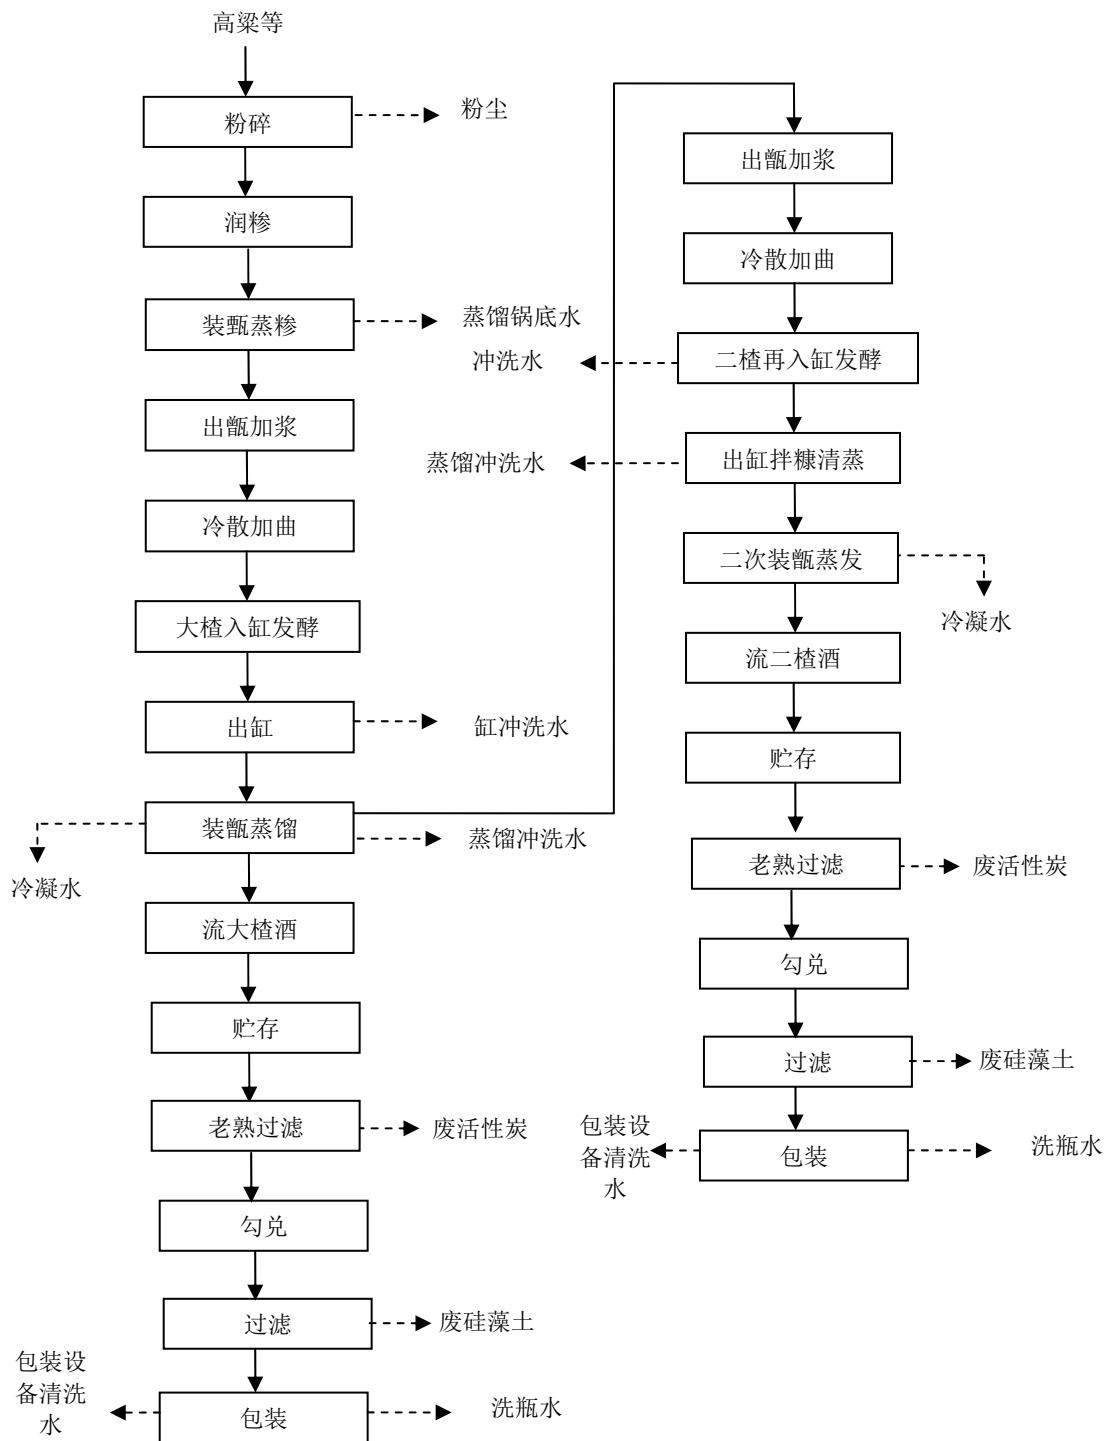 高粱等
粉碎
粉尘
润糁
装甄蒸糁
蒸馏锅底水
出甑加浆
冷散加曲
大楂入缸发酵
出缸
缸冲洗水
装甑蒸馏
蒸馏冲洗水
冷凝水
流大楂酒
贮存
老熟过滤
废活性炭
勾兑
过滤
废硅藻土
包装设
备清洗
水
包装
洗瓶水
出甑加浆
冷散加曲
二楂再入缸发酵
冲洗水
出缸拌糠清蒸
蒸馏冲洗水
二次装甑蒸发
冷凝水
流二楂酒
贮存
老熟过滤
废活性炭
勾兑
过滤
废硅藻土
包装设
备清洗
水
包装
洗瓶水